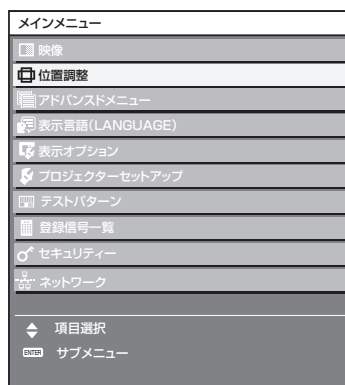 メインメニュー
映像
位置調整
アドバンスドメニュー
表示言語(LANGUAGE)
表示オプション
プロジェクターセットアップ
テストパターン
登録信号一覧
セキュリティー
ネットワーク
項目選択
ENTER サブメニュー